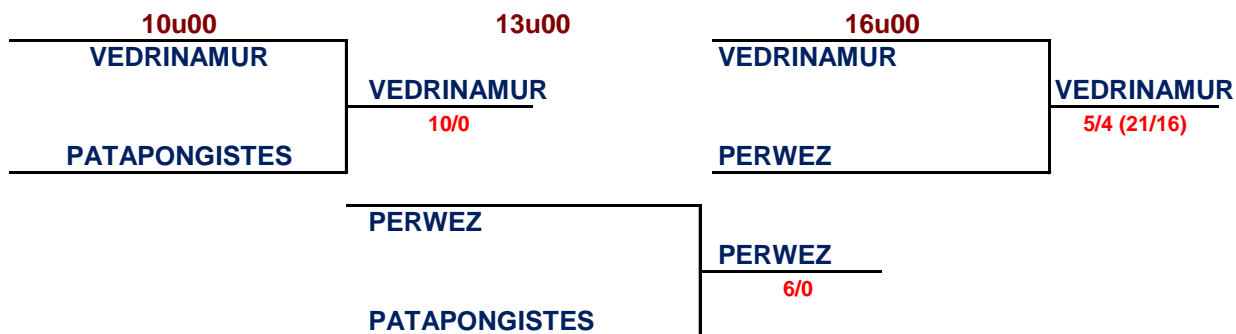 10u00 13u00 16u00
VEDRINAMUR VEDRINAMUR
VEDRINAMUR VEDRINAMUR
10/0 5/4 (21/16)
PATAPONGISTES PERWEZ
PERWEZ
PERWEZ
6/0
PATAPONGISTES